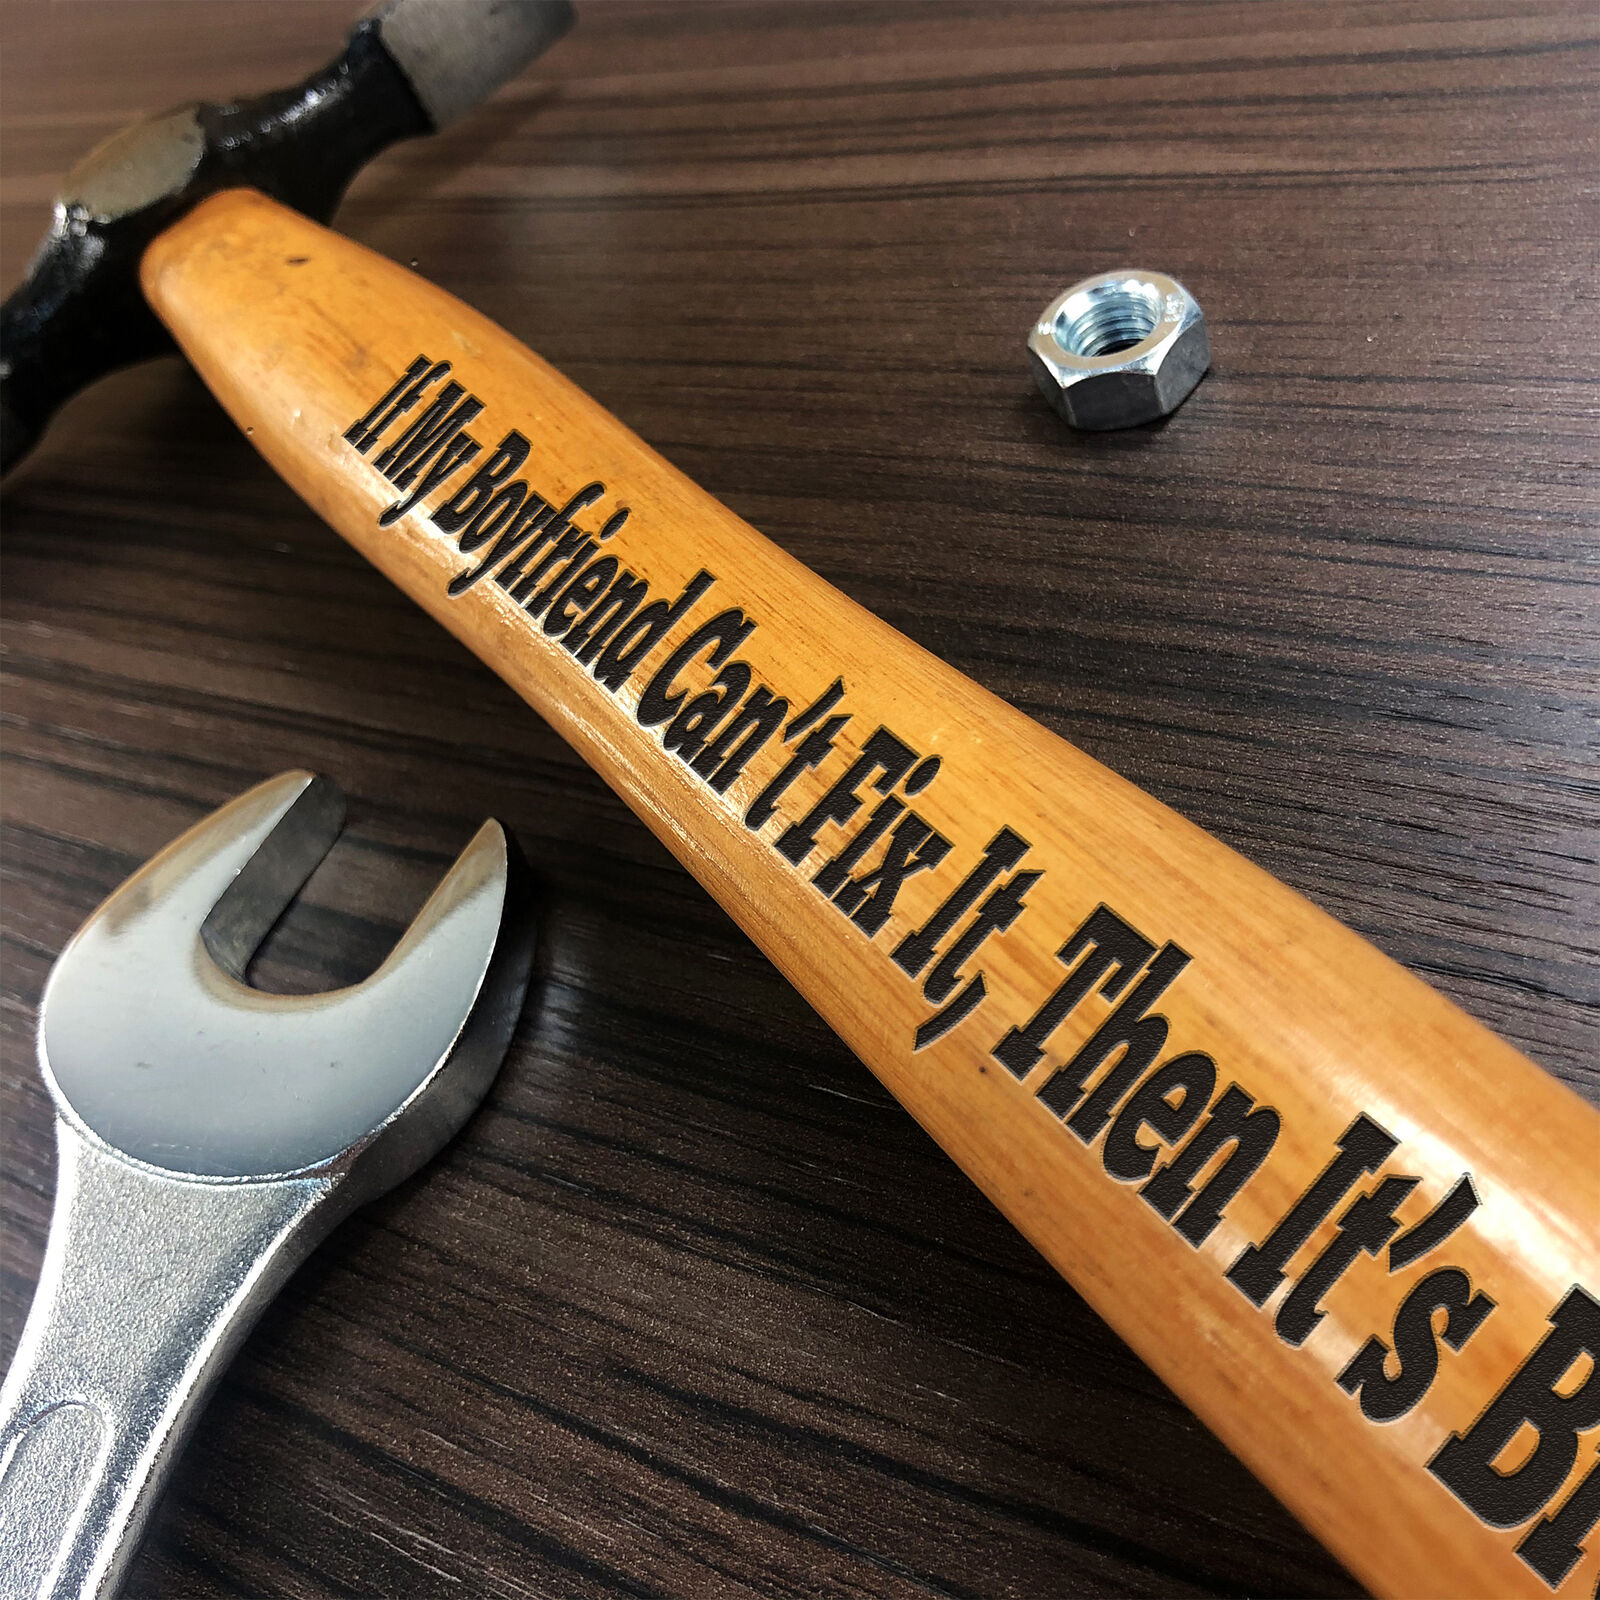 If My Boyfriend Can't Fix It, Then It's